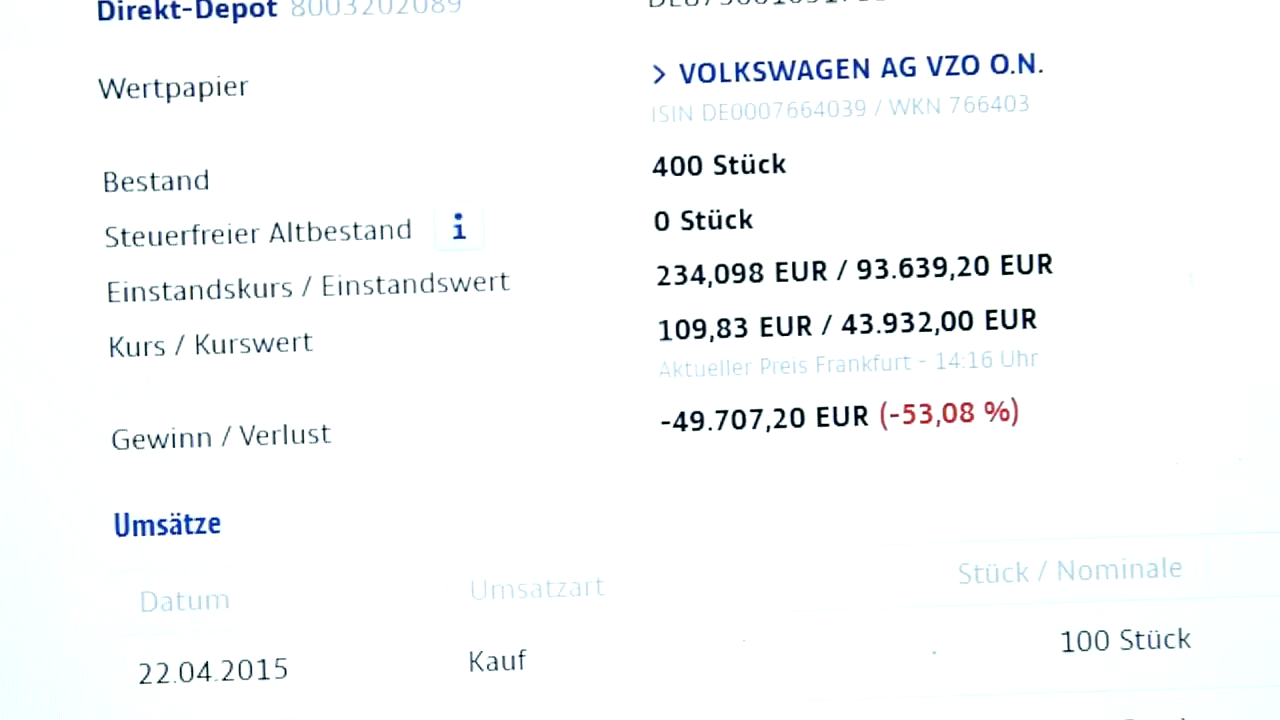 Direkt-Depot 8003202089
Wertpapier
> VOLKSWAGEN AG VZO O.N.
ISIN DE0007664039 / WKN 766403
Bestand
400 Stück
Steuerfreier Altbestand i
0 Stück
Einstandskurs / Einstandswert
234,098 EUR / 93.639,20 EUR
Kurs / Kurswert
109,83 EUR / 43.932,00 EUR
Aktueller Preis Frankfurt - 14:16 Uhr
Gewinn / Verlust
-49.707,20 EUR (-53,08 %)
Umsätze
Datum Umsatzart Stück / Nominale
22.04.2015 Kauf 100 Stück